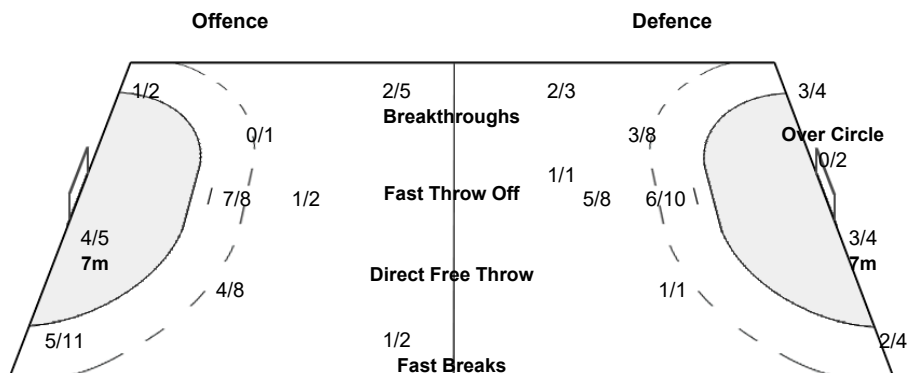 Offence Defence
1/2 2/5 2/3 3/4
Breakthroughs
0/1 3/8 Over Circle
0/2
1/1
7/8 1/2 Fast Throw Off 5/8 6/10
4/5 3/4
7m 7m
Direct Free Throw
4/8 1/1
5/11 1/2 2/4
Fast Breaks